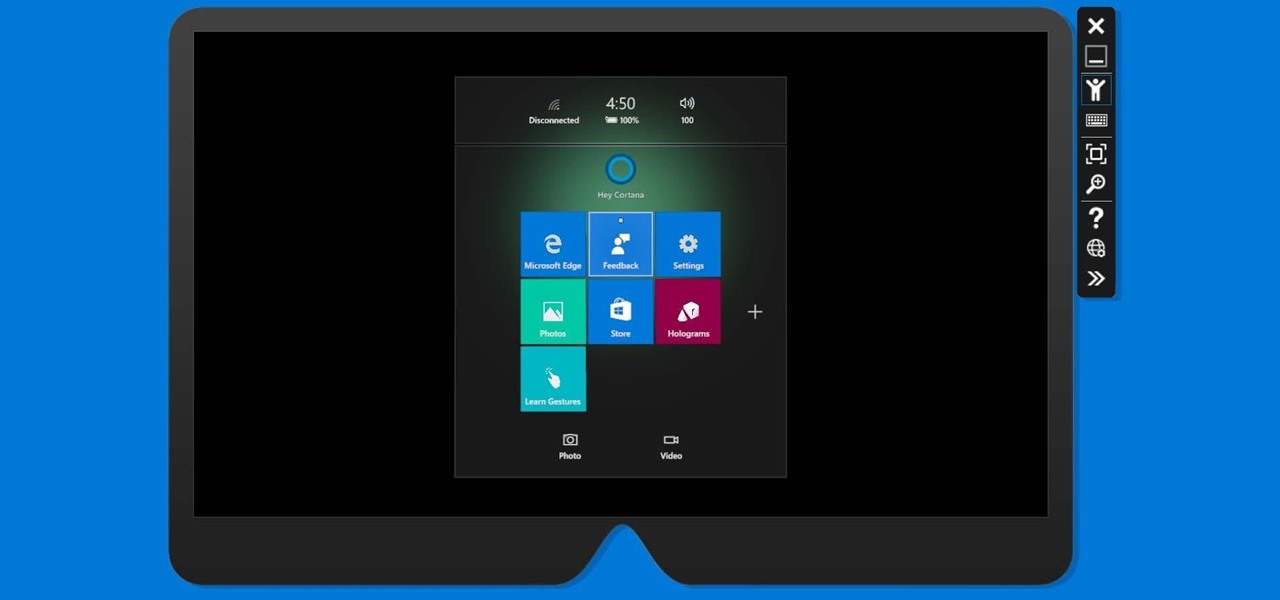 4:50
Disconnected 100% 100
Hey Cortana
Microsoft Edge Feedback Settings
Photos Store Holograms
Learn Gestures
Photo Video